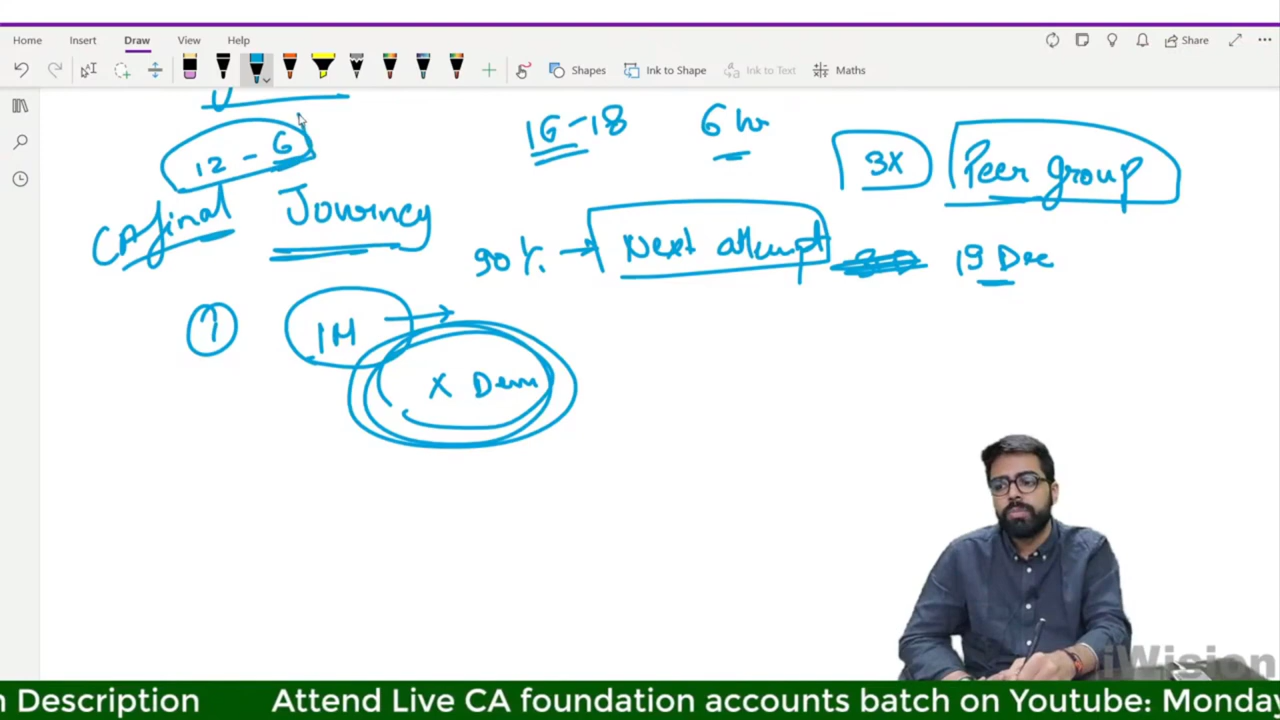 Home Insert Draw View Help Share
Shapes Ink to Shape Ink to Text Maths
16-18 6 hr
12 - 6
3X Peer Group
CA final Journey
90% → Next attempt 19 Dec
1 1M →
X
iWision
n Description Attend Live CA foundation accounts batch on Youtube: Monday